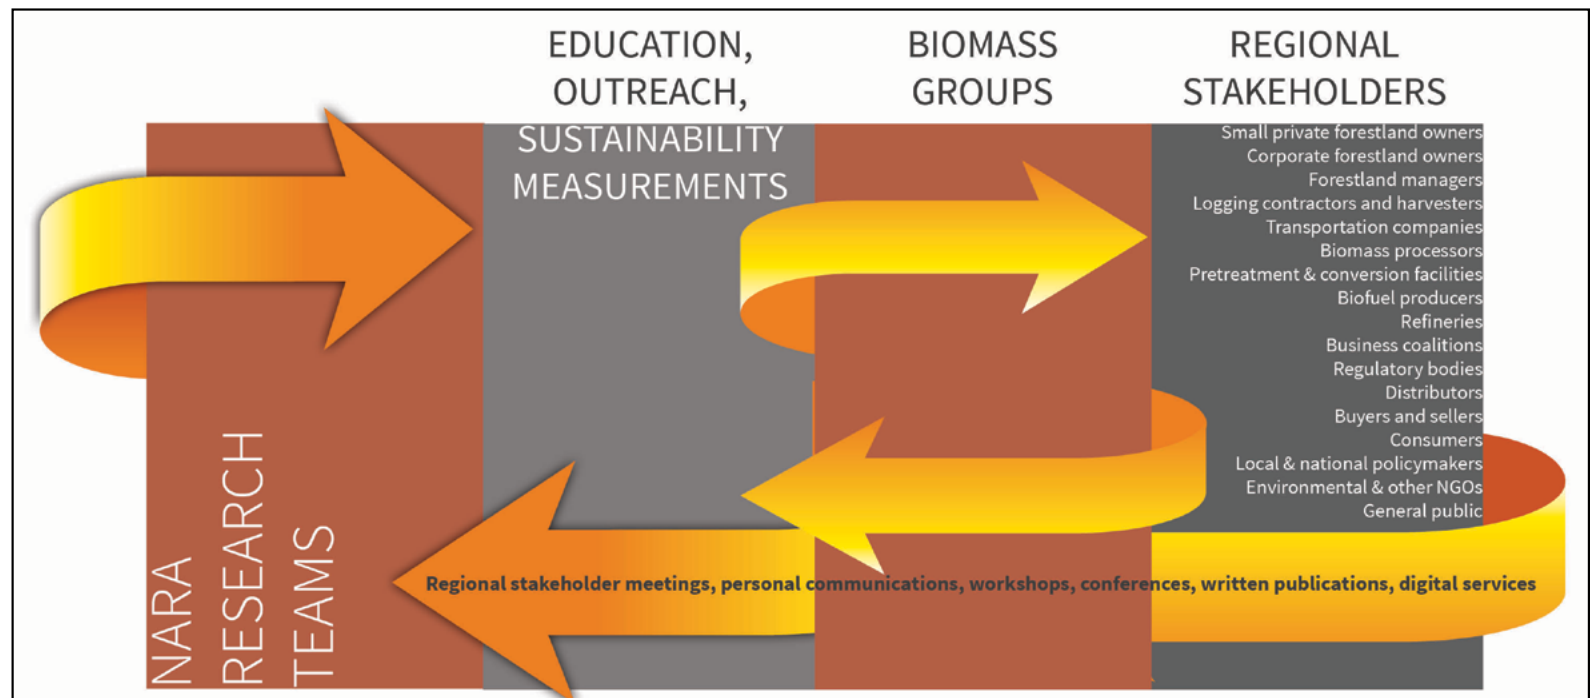 EDUCATION,
OUTREACH,
SUSTAINABILITY
MEASUREMENTS
BIOMASS
GROUPS
REGIONAL
STAKEHOLDERS
Small private forestland owners
Corporate forestland owners
Forestland managers
Logging contractors and harvesters
Transportation companies
Biomass processors
Pretreatment & conversion facilities
Biofuel producers
Refineries
Business coalitions
Regulatory bodies
Distributors
Buyers and sellers
Consumers
Local & national policymakers
Environmental & other NGOs
General public
NARA
RESEARCH
TEAMS
Regional stakeholder meetings, personal communications, workshops, conferences, written publications, digital services